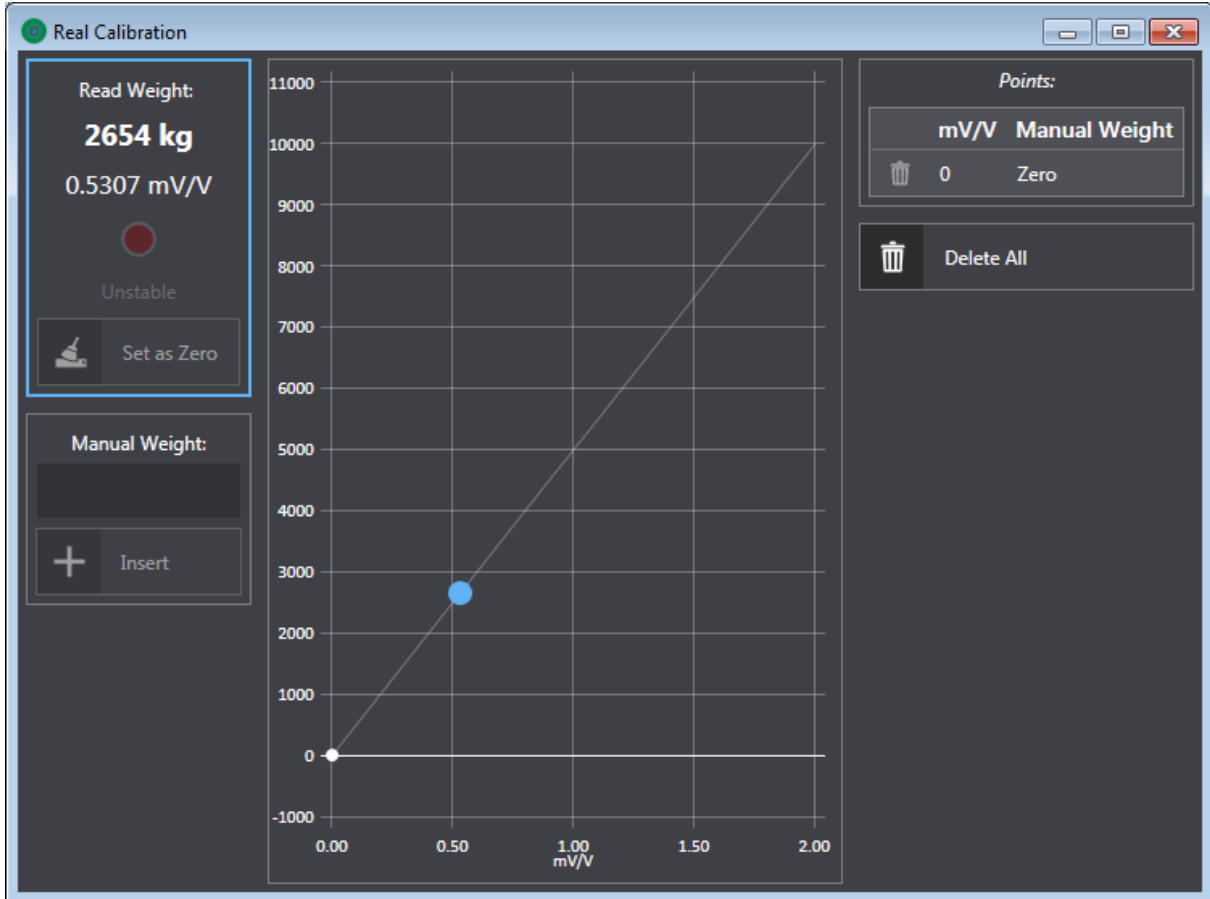 Real Calibration
Read Weight:
2654 kg
0.5307 mV/V
Unstable
Set as Zero
Manual Weight:
Insert
11000
10000
9000
8000
7000
6000
5000
4000
3000
2000
1000
0
-1000
0.00 0.50 1.00 1.50 2.00
mV/V
Points:
mV/V Manual Weight
0 Zero
Delete All